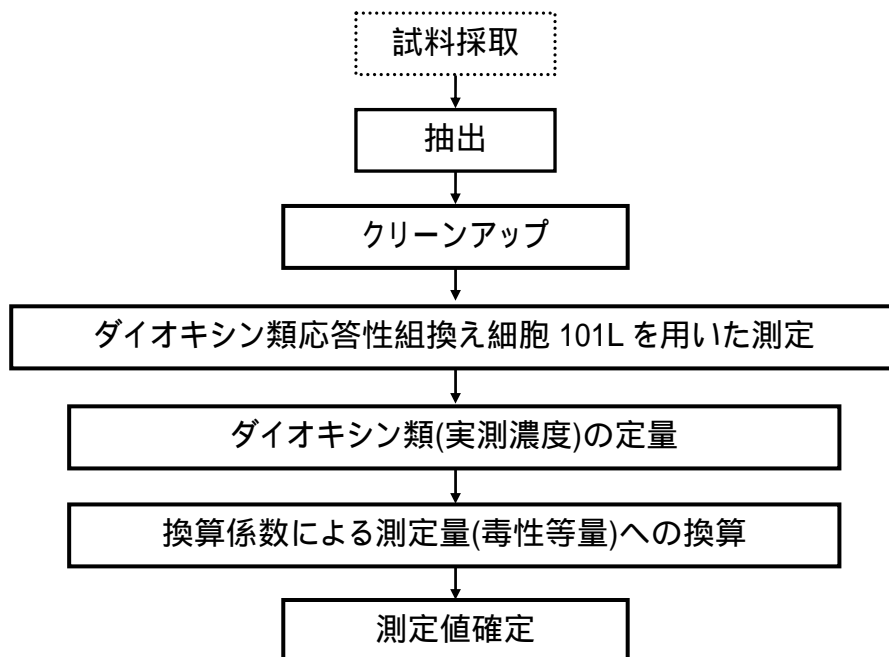 試料採取
抽出
クリーンアップ
ダイオキシン類応答性組換え細胞 101L を用いた測定
ダイオキシン類(実測濃度)の定量
換算係数による測定量(毒性等量)への換算
測定値確定